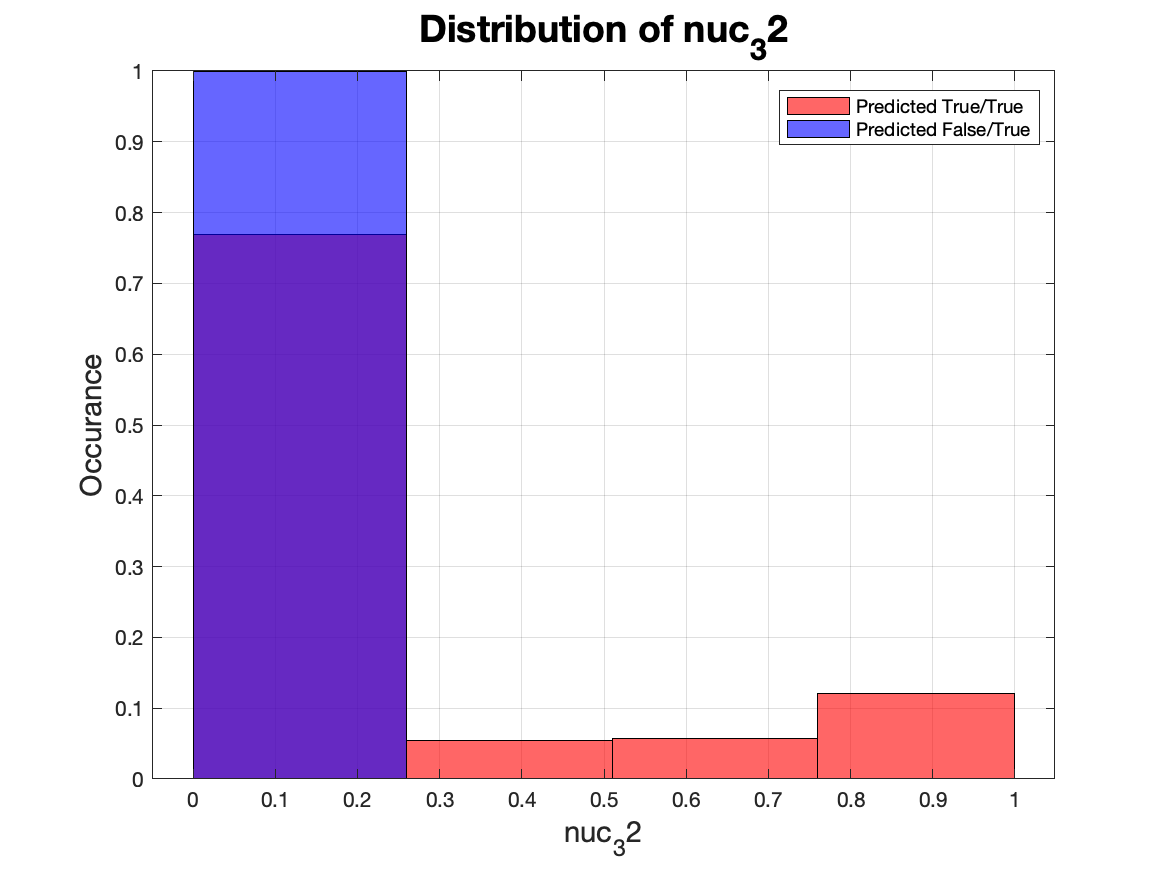 Distribution of nuc₃2
Predicted True/True
Predicted False/True
1
0.9
0.8
0.7
0.6
0.5
0.4
0.3
0.2
0.1
0
Occurance
0 0.1 0.2 0.3 0.4 0.5 0.6 0.7 0.8 0.9 1
nuc₃2